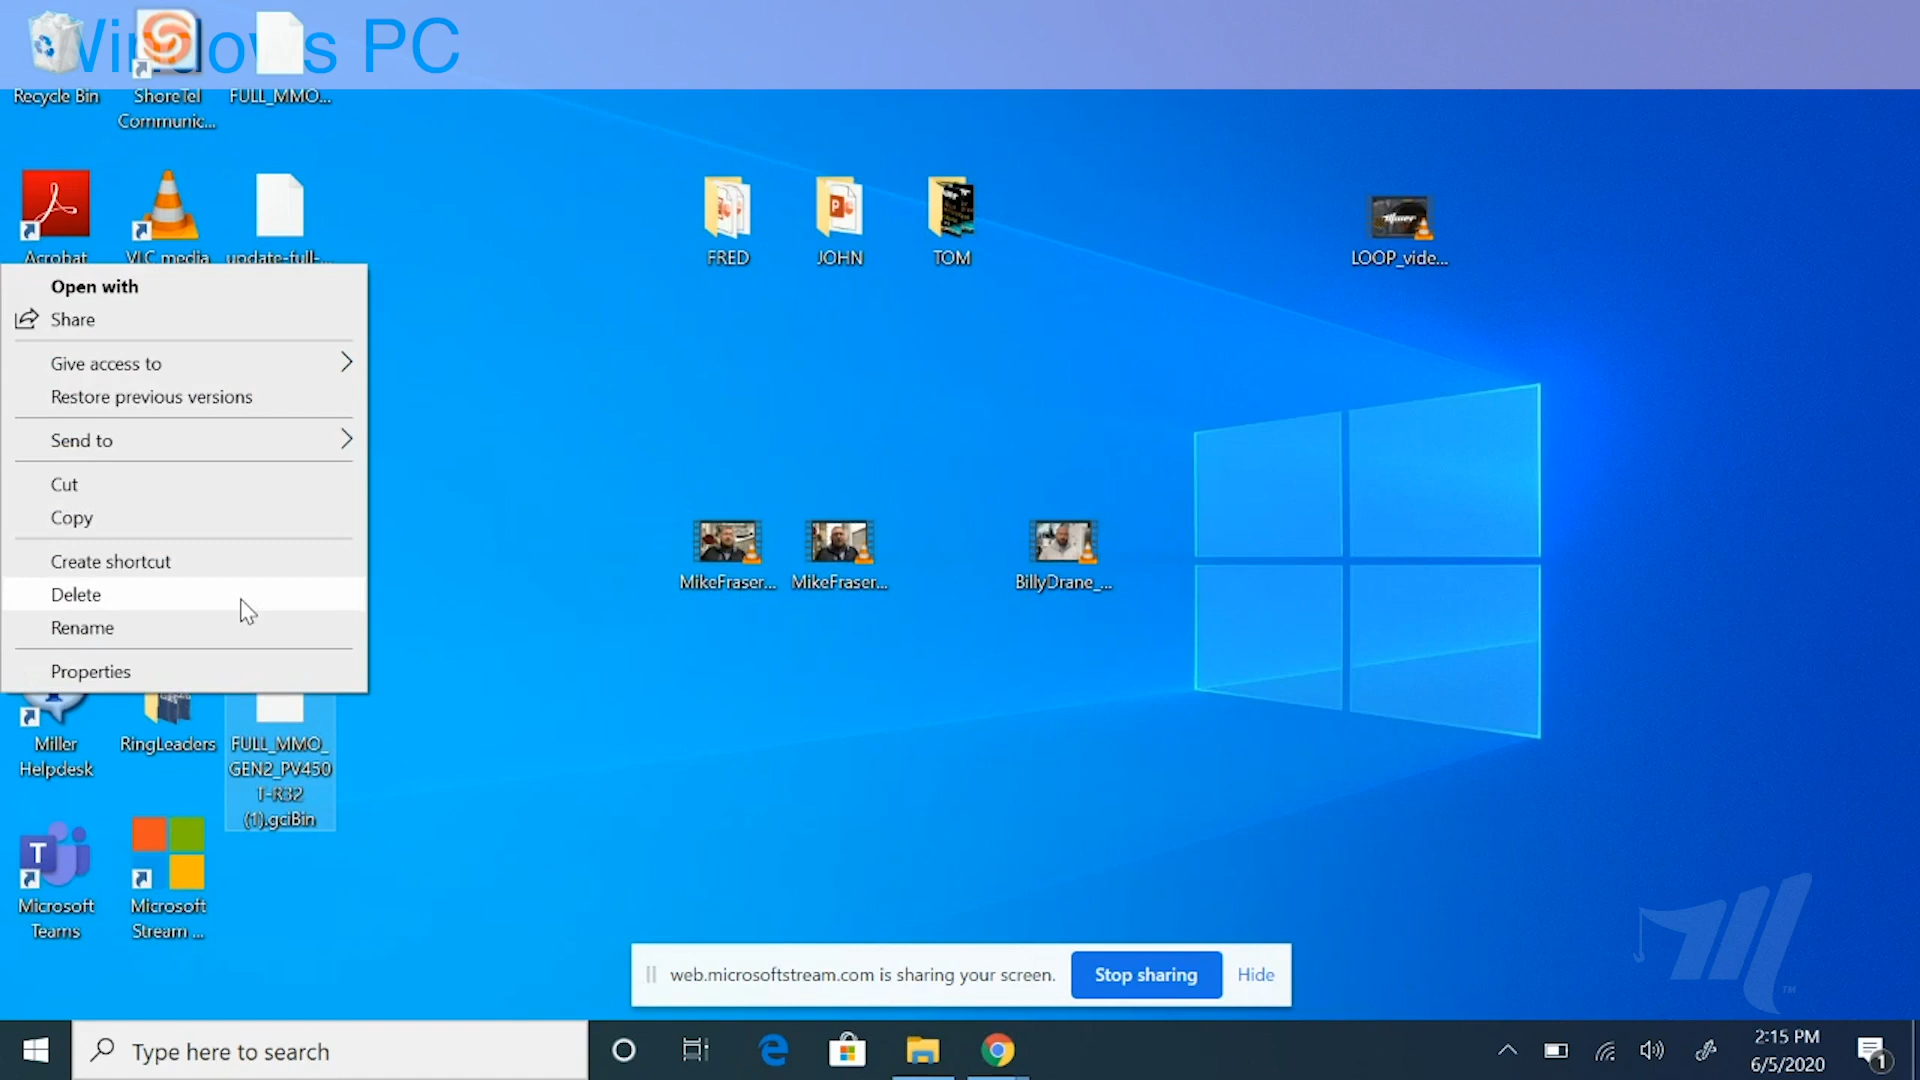 Windows PC
Recycle Bin
ShoreTel
Communic...
FULL_MMO...
Acrobat
VLC media
update-full-...
FRED
JOHN
TOM
LOOP_vide...
Open with
Share
Give access to
Restore previous versions
Send to
Cut
Copy
Create shortcut
Delete
Rename
Properties
MikeFraser...
MikeFraser...
BillyDrane_...
Miller
Helpdesk
RingLeaders
FULL_MMO_
GEN2_PV450
T-R32
(1).gciBin
T
Microsoft
Teams
Microsoft
Stream ...
web.microsoftstream.com is sharing your screen.
Stop sharing
Hide
TM
Type here to search
2:15 PM
6/5/2020
1